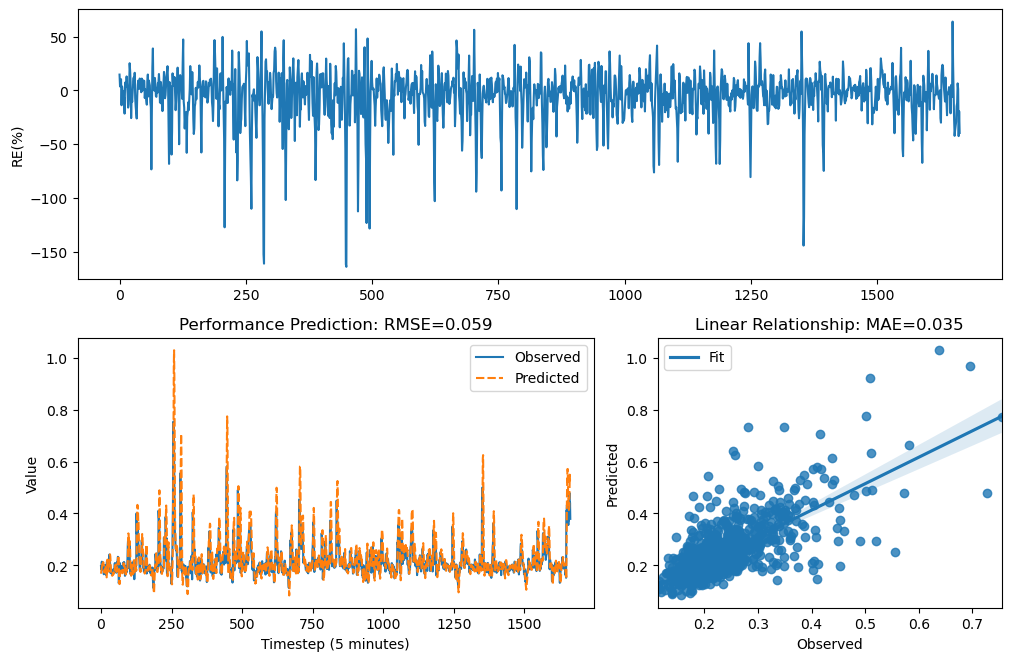 50
0
−50
−100
−150
RE(%)
0 250 500 750 1000 1250 1500
Performance Prediction: RMSE=0.059
Observed
Predicted
1.0
0.8
0.6
0.4
0.2
Value
0 250 500 750 1000 1250 1500
Timestep (5 minutes)
Linear Relationship: MAE=0.035
Fit
1.0
0.8
0.6
0.4
0.2
Predicted
0.2 0.3 0.4 0.5 0.6 0.7
Observed